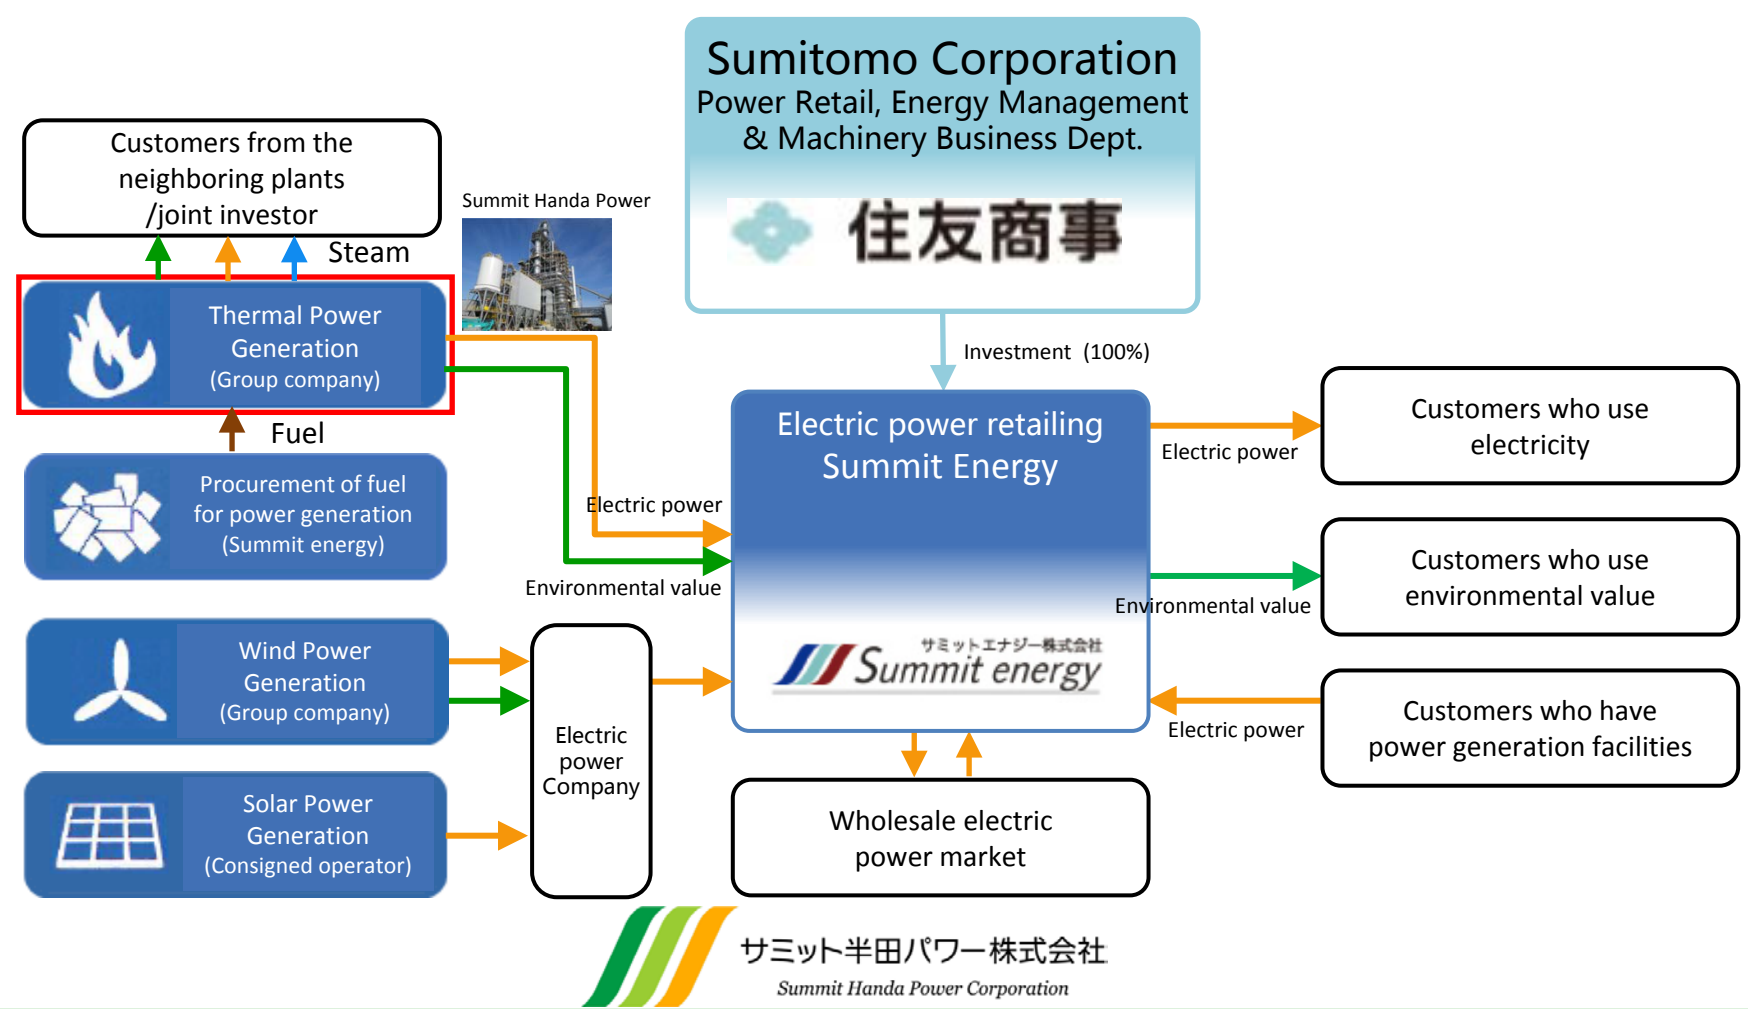 Sumitomo Corporation
Power Retail, Energy Management
& Machinery Business Dept.
住友商事
Customers from the
neighboring plants
/joint investor
Steam
Summit Handa Power
Thermal Power
Generation
(Group company)
Investment (100%)
Fuel
Procurement of fuel
for power generation
(Summit energy)
Electric power
Environmental value
Electric power retailing
Summit Energy
サミットエナジー株式会社
Summit energy
Electric power
Customers who use
electricity
Customers who use
environmental value
Environmental value
Customers who have
power generation facilities
Electric power
Wind Power
Generation
(Group company)
Electric
power
Company
Solar Power
Generation
(Consigned operator)
Wholesale electric
power market
サミット半田パワー株式会社
Summit Handa Power Corporation